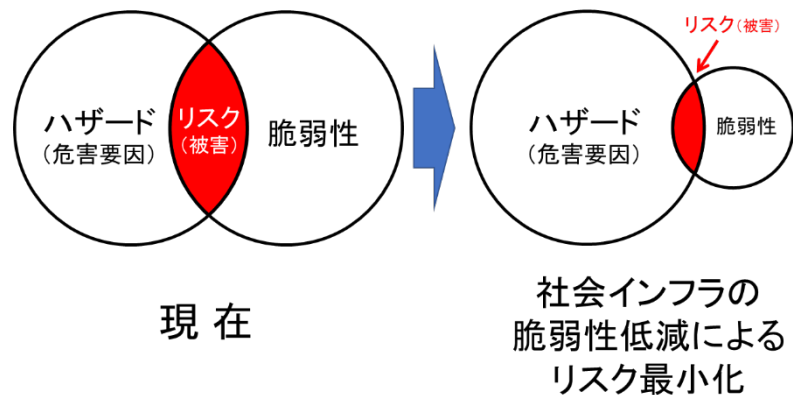 ハザード
(危害要因)
リスク
(被害)
脆弱性
現在
リスク(被害)
ハザード
(危害要因)
脆弱性
社会インフラの
脆弱性低減による
リスク最小化